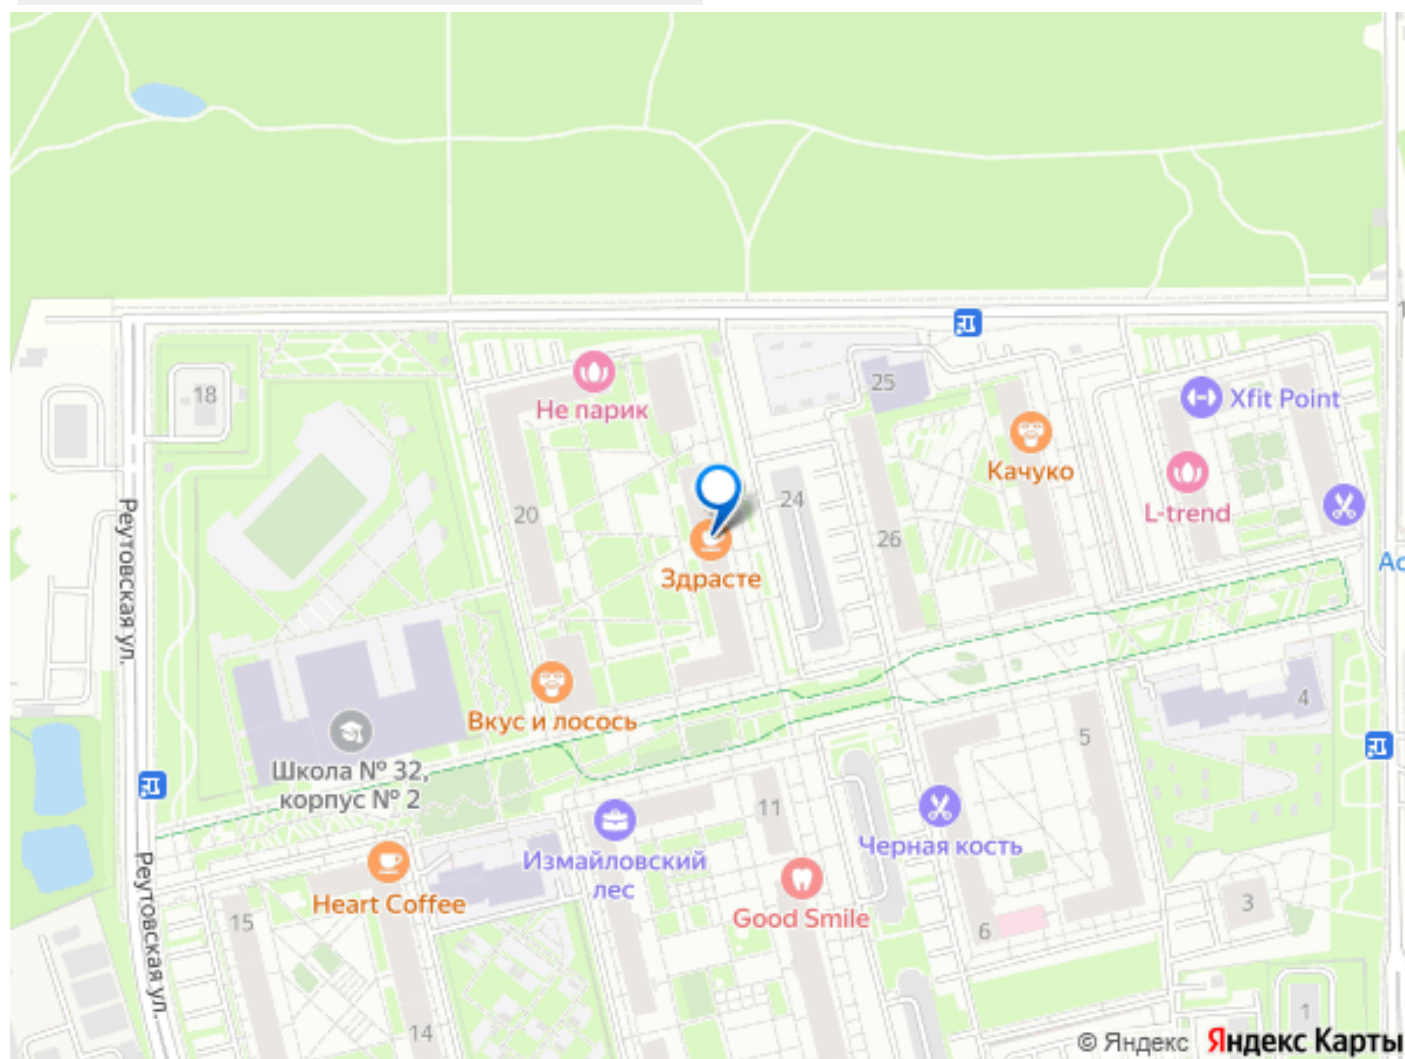 18
Не парик
25
Xfit Point
Качуко
L-trend
20
24
26
Здрасте
Реутовская ул.
Вкус и лосось
4
5
Школа № 32,
корпус № 2
11
Измайловский
лес
Черная кость
Реутовская ул.
Heart Coffee
Good Smile
3
15
6
14
1
© Яндекс Яндекс Карты